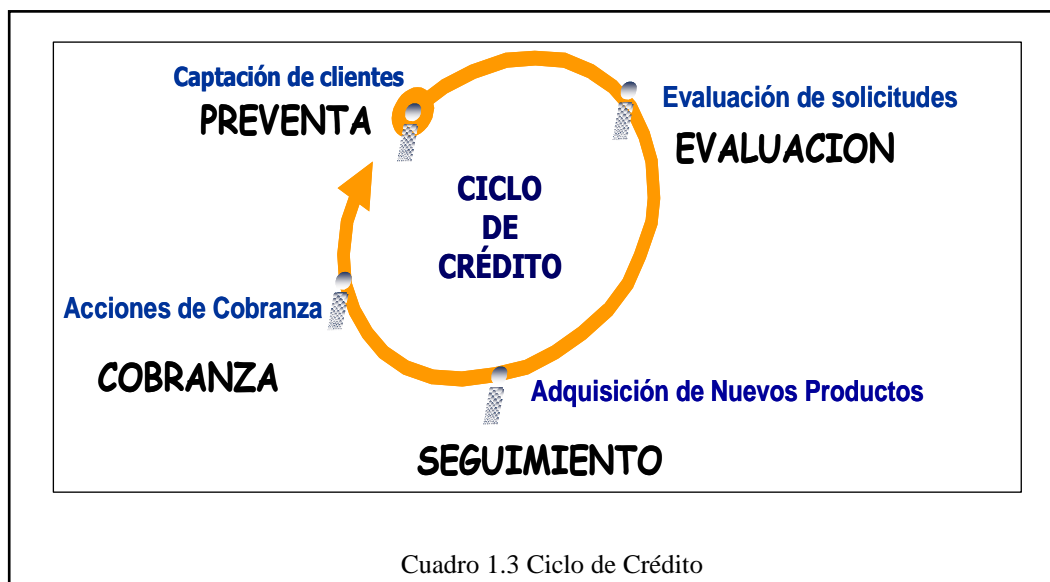 Captación de clientes
PREVENTA
Evaluación de solicitudes
EVALUACION
CICLO
DE
CRÉDITO
Acciones de Cobranza
COBRANZA
Adquisición de Nuevos Productos
SEGUIMIENTO
Cuadro 1.3 Ciclo de Crédito